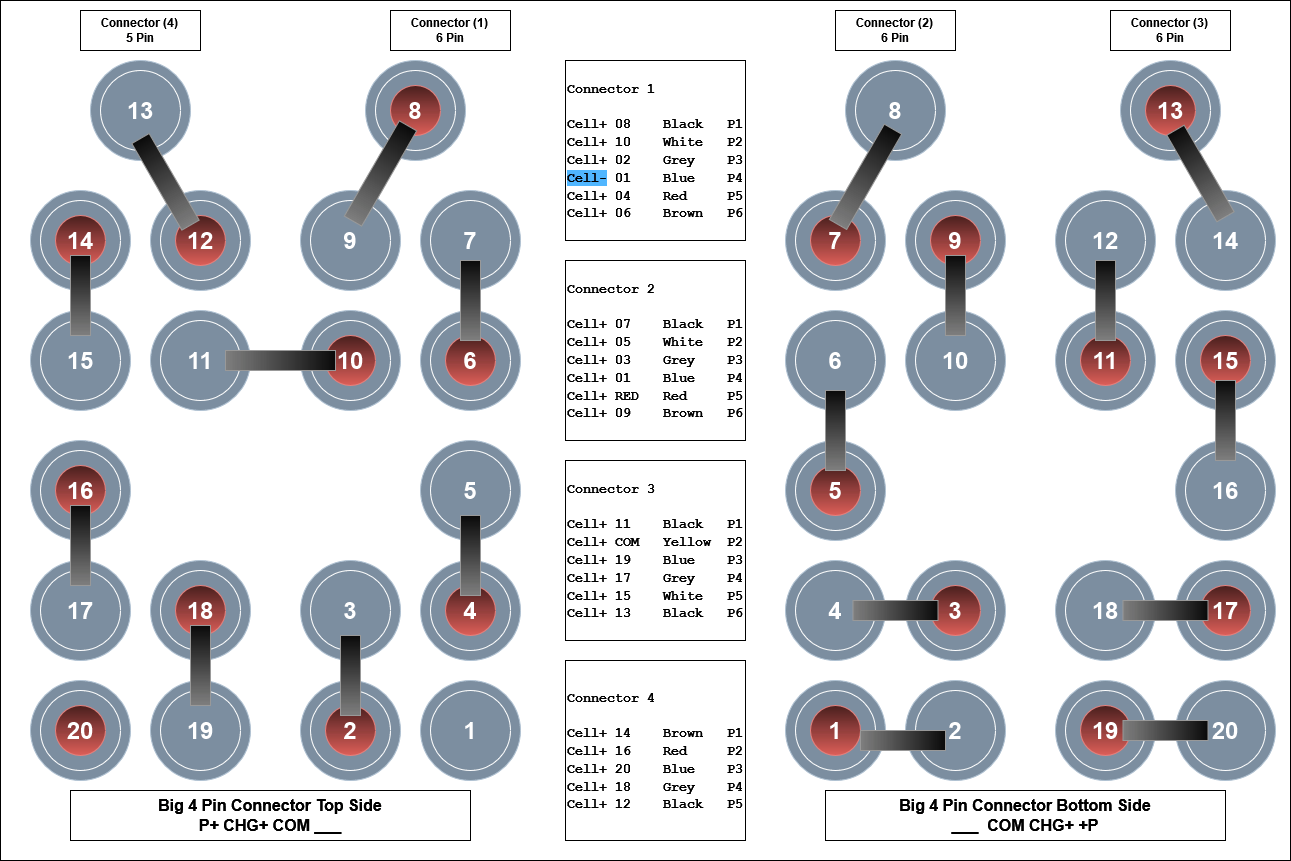 Connector (4)
5 Pin
Connector (1)
6 Pin
Connector (2)
6 Pin
Connector (3)
6 Pin
13
8
14
12
9
7
15
11
10
6
16
5
17
18
3
4
20
19
2
1
Big 4 Pin Connector Top Side
P+ CHG+ COM ___
Connector 1
Cell+ 08 Black P1
Cell+ 10 White P2
Cell+ 02 Grey P3
Cell- 01 Blue P4
Cell+ 04 Red P5
Cell+ 06 Brown P6
Connector 2
Cell+ 07 Black P1
Cell+ 05 White P2
Cell+ 03 Grey P3
Cell+ 01 Blue P4
Cell+ RED Red P5
Cell+ 09 Brown P6
Connector 3
Cell+ 11 Black P1
Cell+ COM Yellow P2
Cell+ 19 Blue P3
Cell+ 17 Grey P4
Cell+ 15 White P5
Cell+ 13 Black P6
Connector 4
Cell+ 14 Brown P1
Cell+ 16 Red P2
Cell+ 20 Blue P3
Cell+ 18 Grey P4
Cell+ 12 Black P5
8
13
7
9
12
14
6
10
11
15
5
16
4
3
18
17
1
2
19
20
Big 4 Pin Connector Bottom Side
___ COM CHG+ +P